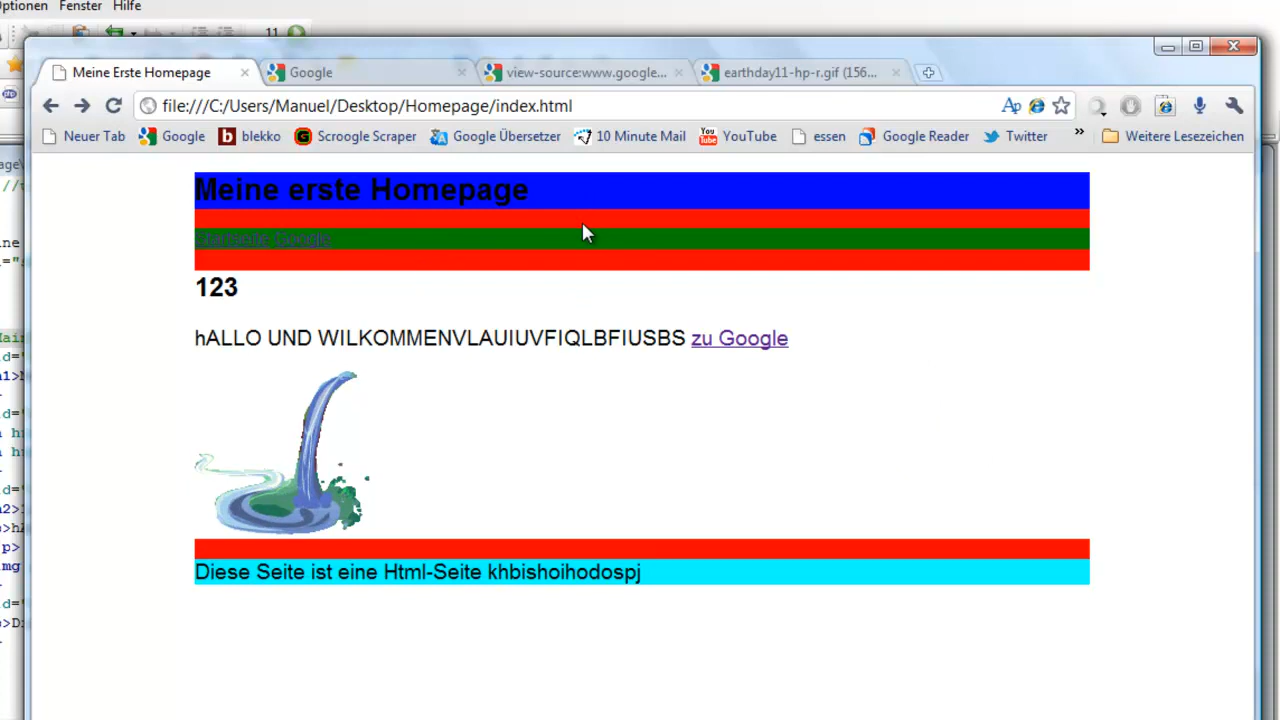 ptionen Fenster Hilfe
11
Meine Erste Homepage Google view-source:www.google... earthday11-hp-r.gif (156...
file:///C:/Users/Manuel/Desktop/Homepage/index.html
Neuer Tab Google blekko Scroogle Scraper Google Übersetzer 10 Minute Mail YouTube essen Google Reader Twitter » Weitere Lesezeichen
Meine erste Homepage
123
hALLO UND WILKOMMENVLAUIUVFIQLBFIUSBS zu Google
Diese Seite ist eine Html-Seite khbishoihodospj